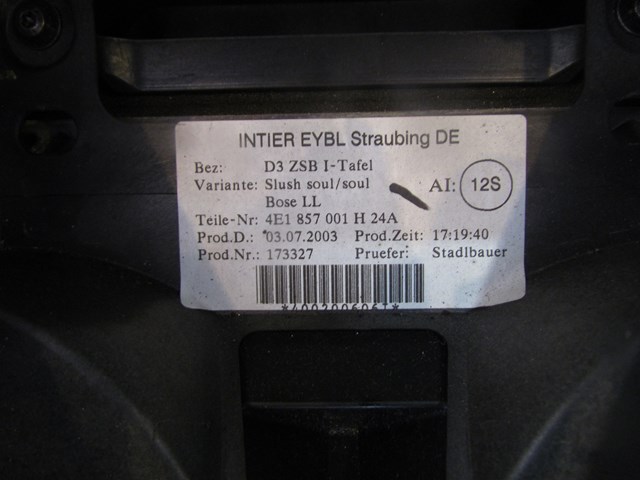 INTIER EYBL Straubing DE
Bez: D3 ZSB I-Tafel
Variante: Slush soul/soul
Bose LL
AI: 12S
Teile-Nr: 4E1 857 001 H 24A
Prod.D.: 03.07.2003 Prod.Zeit: 17:19:40
Prod.Nr.: 173327 Pruefer: Stadlbauer